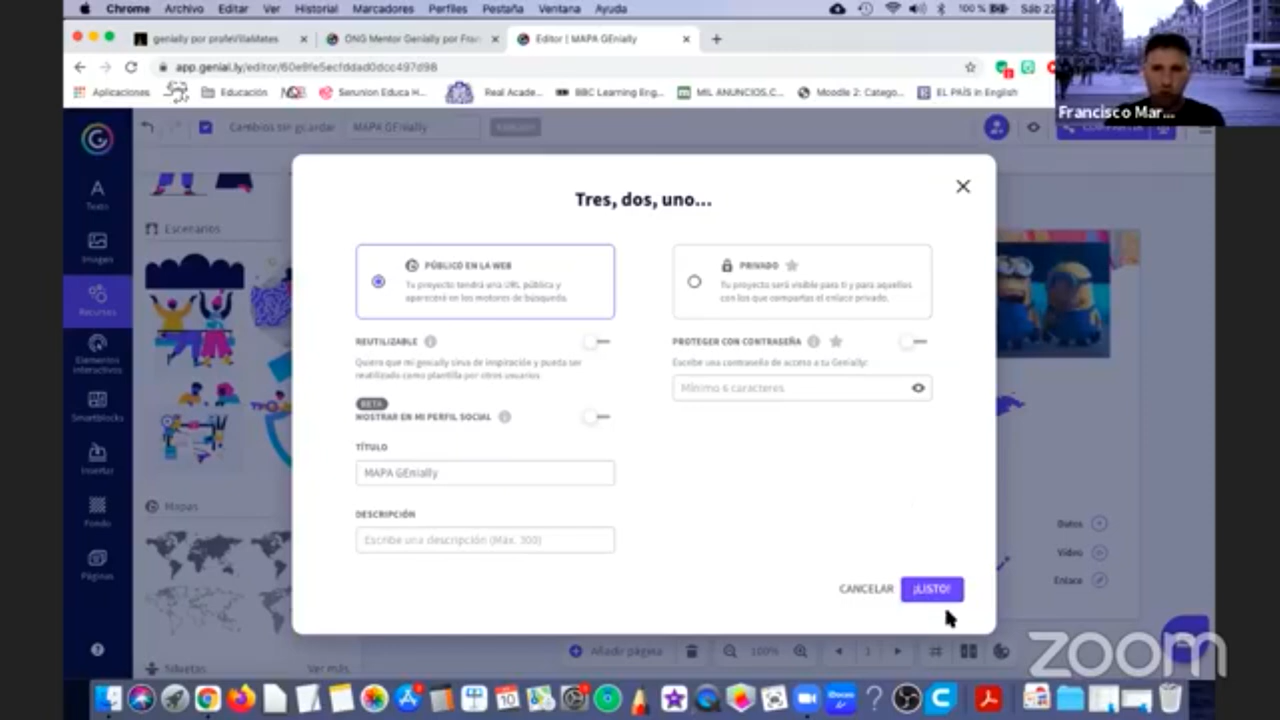 Chrome Archivo Editar Ver Historial Marcadores Perfiles Pestaña Ventana Ayuda 100 % Sáb 22
genially por profeVillaMates
ONG Mentor Genially por Fran
Editor | MAPA GEnially
app.genial.ly/editor/60e9fe5ecfddad0dcc497d98
Aplicaciones
Educación
Serunion Educa H...
Real Acade...
BBC Learning Eng...
MIL ANUNCIOS.C...
Moodle 2: Catego...
EL PAÍS in English
Francisco Mar...
Cambios sin guardar
MAPA GEnially
Texto
Imagen
Recursos
Elementos interactivos
Smartblocks
Insertar
Fondo
Páginas
Escenarios
Mapas
Siluetas
Ver más
Tres, dos, uno...
PÚBLICO EN LA WEB
Tu proyecto tendrá una URL pública y
aparecerá en los motores de búsqueda.
PRIVADO
Tu proyecto será visible para ti y para aquellos
con los que compartas el enlace privado.
REUTILIZABLE
Quiero que mi genially sirva de inspiración y pueda ser
reutilizado como plantilla por otros usuarios.
PROTEGER CON CONTRASEÑA
Escribe una contraseña de acceso a tu Genially:
Mínimo 6 caracteres
BETA
MOSTRAR EN MI PERFIL SOCIAL
TÍTULO
MAPA GEnially
DESCRIPCIÓN
Escribe una descripción (Máx. 300)
CANCELAR
¡LISTO!
Datos
Vídeo
Enlace
Añadir página
100%
1
zoom